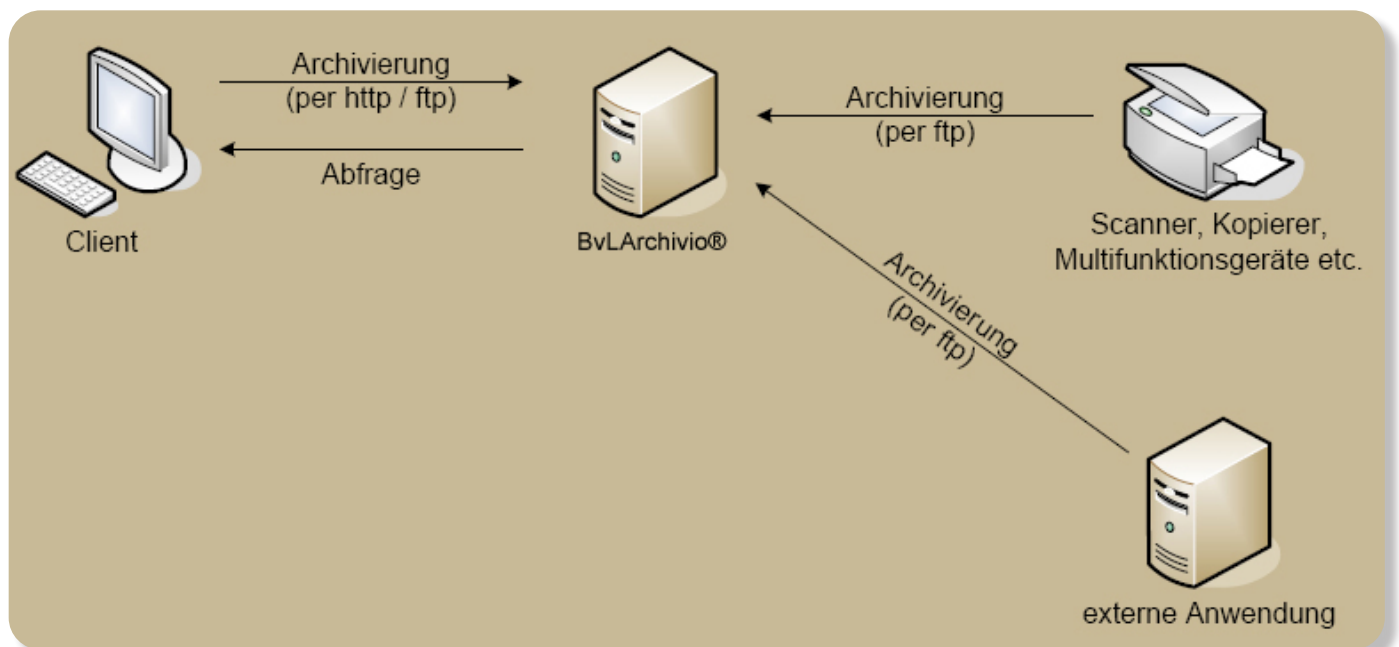 Archivierung
(per http / ftp)
Abfrage
Client
BvLArchivio®
Archivierung
(per ftp)
Scanner, Kopierer,
Multifunktionsgeräte etc.
Archivierung
(per ftp)
externe Anwendung